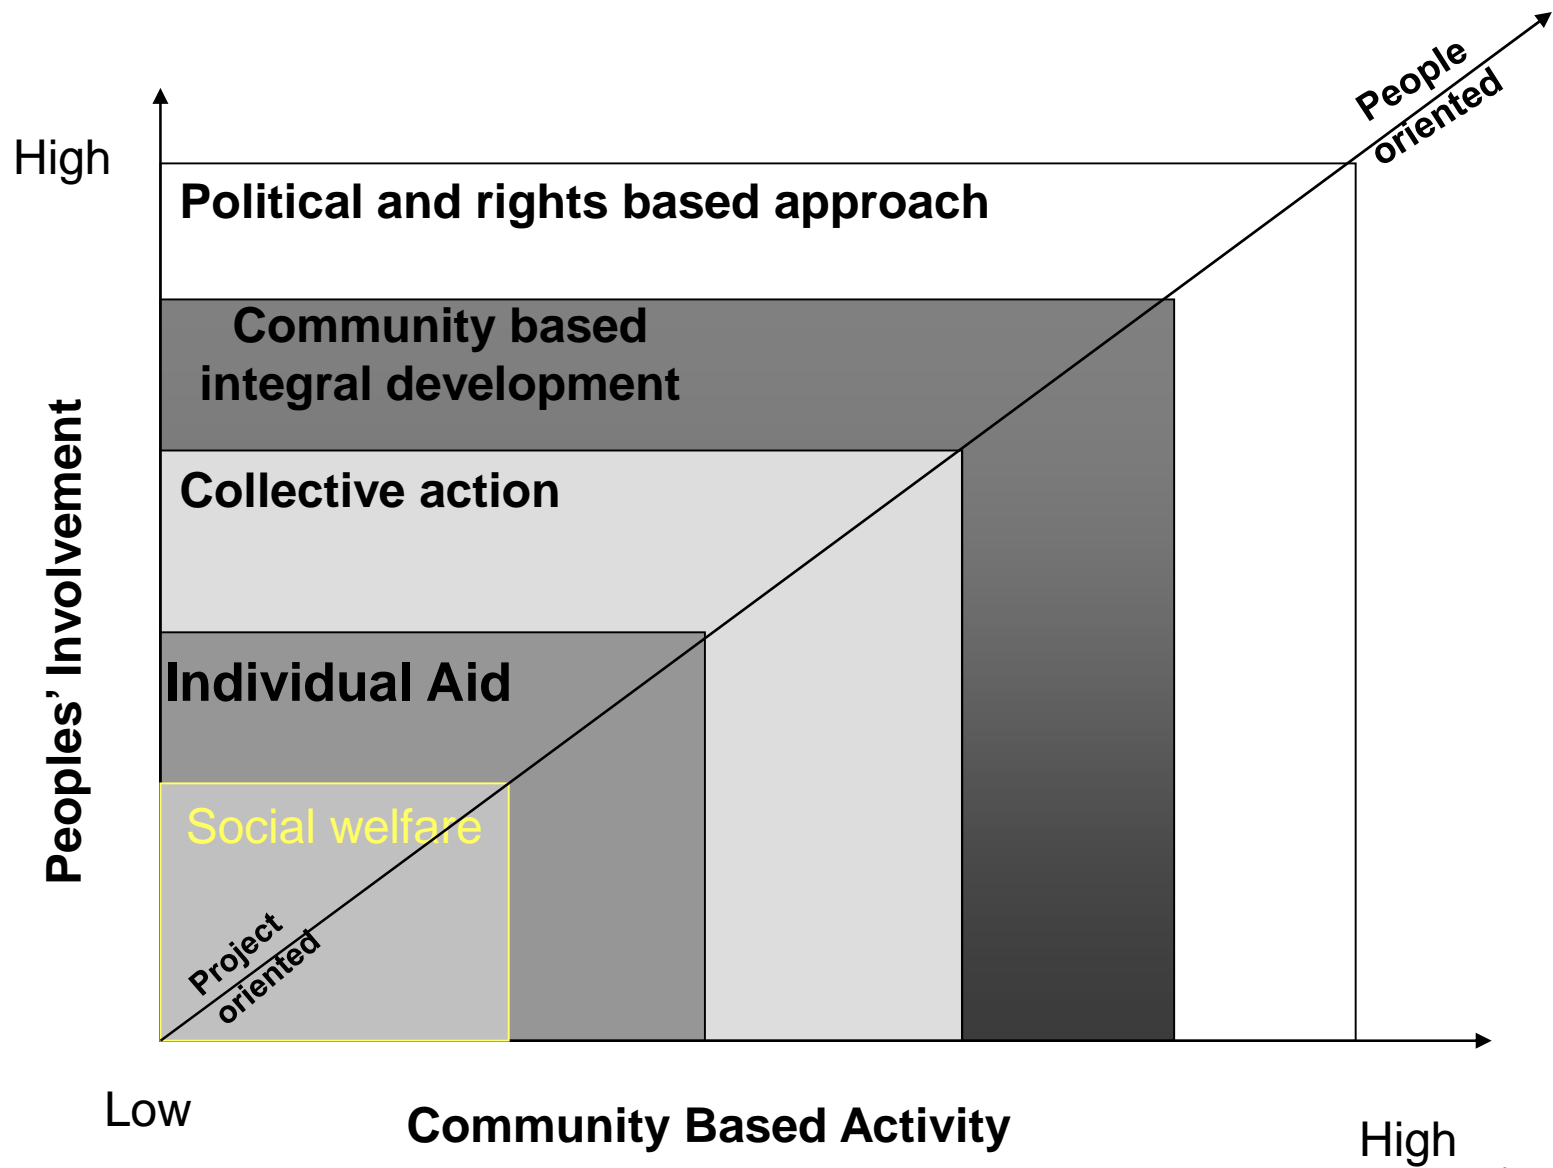 People
oriented
High
Political and rights based approach
Community based
integral development
Collective action
Individual Aid
Social welfare
Project
oriented
Peoples’ Involvement
Low
Community Based Activity
High